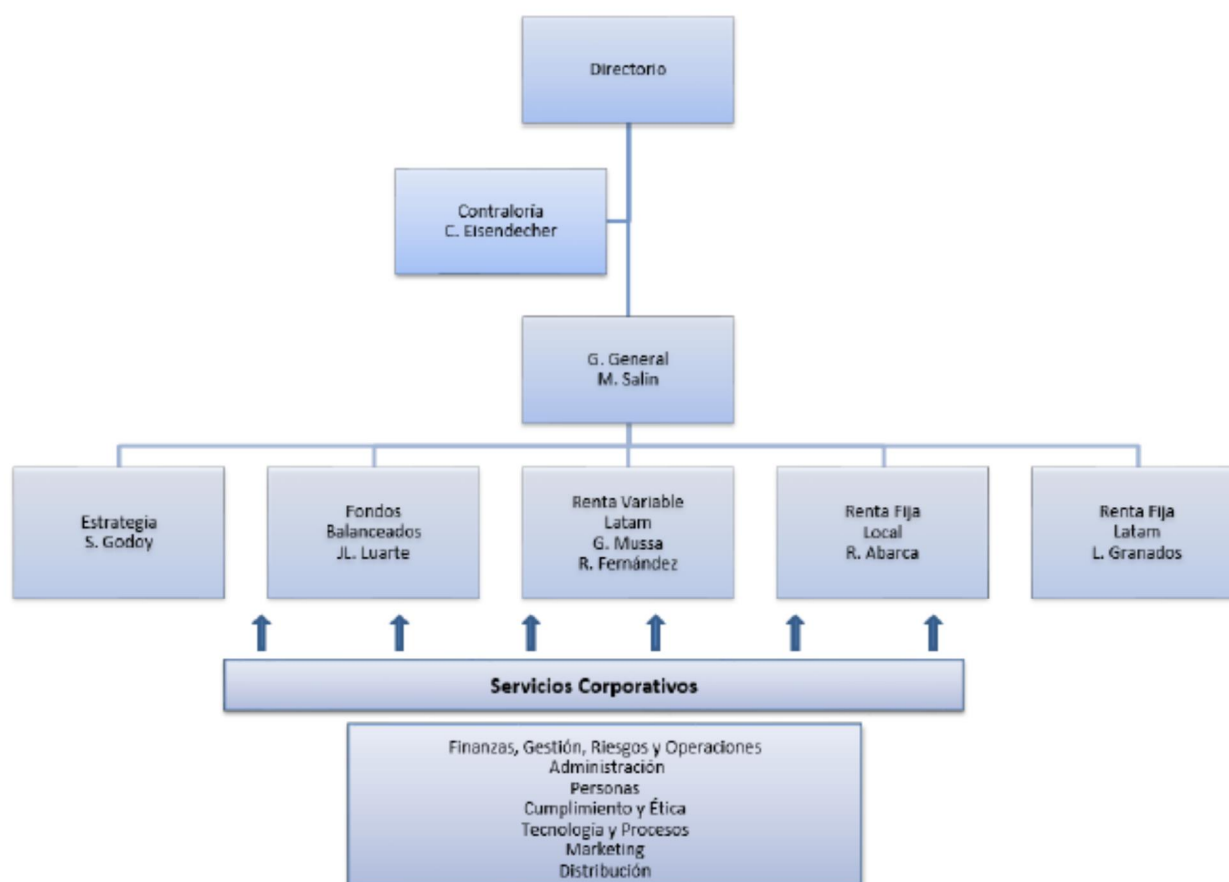 Directorio
Contraloría
C. Eisendecher
G. General
M. Salin
Estrategia
S. Godoy
Fondos
Balanceados
JL. Luarte
Renta Variable
Latam
G. Mussa
R. Fernández
Renta Fija
Local
R. Abarca
Renta Fija
Latam
L. Granados
Servicios Corporativos
Finanzas, Gestión, Riesgos y Operaciones
Administración
Personas
Cumplimiento y Ética
Tecnología y Procesos
Marketing
Distribución